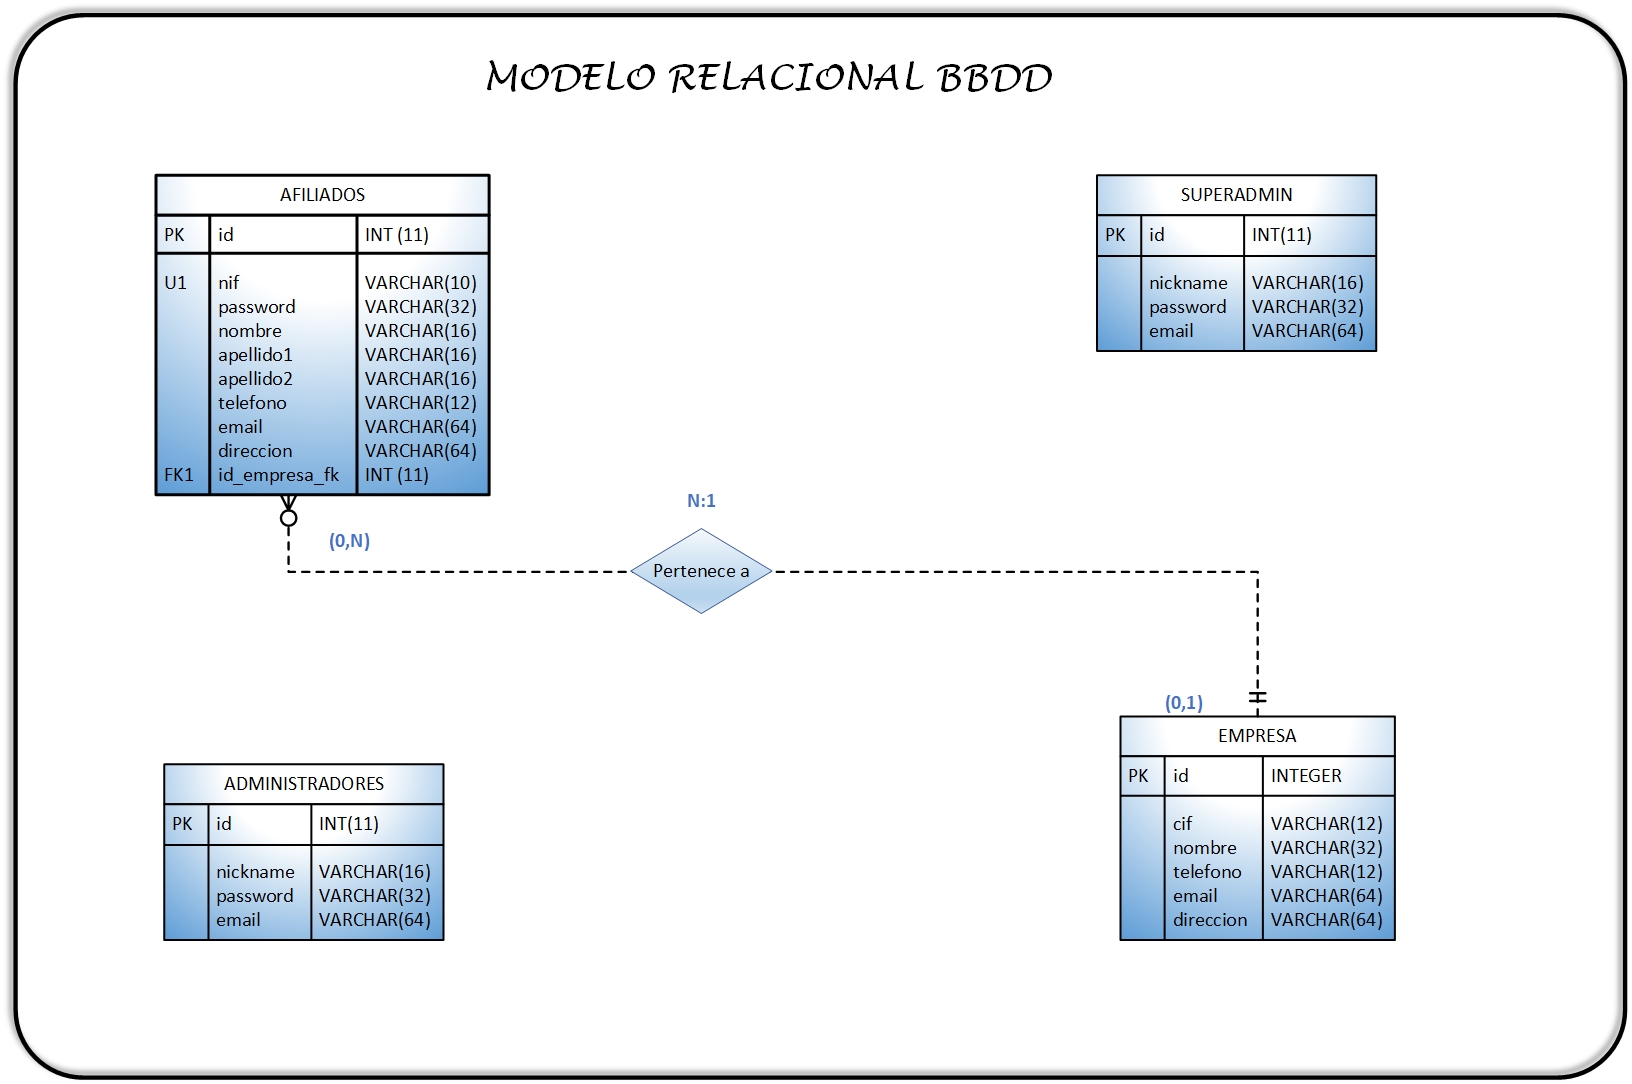 MODELO RELACIONAL BBDD
AFILIADOS
PK id INT (11)
U1 nif VARCHAR(10)
password VARCHAR(32)
nombre VARCHAR(16)
apellido1 VARCHAR(16)
apellido2 VARCHAR(16)
telefono VARCHAR(12)
email VARCHAR(64)
direccion VARCHAR(64)
FK1 id_empresa_fk INT (11)
SUPERADMIN
PK id INT(11)
nickname VARCHAR(16)
password VARCHAR(32)
email VARCHAR(64)
N:1
(0,N)
Pertenece a
(0,1)
ADMINISTRADORES
PK id INT(11)
nickname VARCHAR(16)
password VARCHAR(32)
email VARCHAR(64)
EMPRESA
PK id INTEGER
cif VARCHAR(12)
nombre VARCHAR(32)
telefono VARCHAR(12)
email VARCHAR(64)
direccion VARCHAR(64)